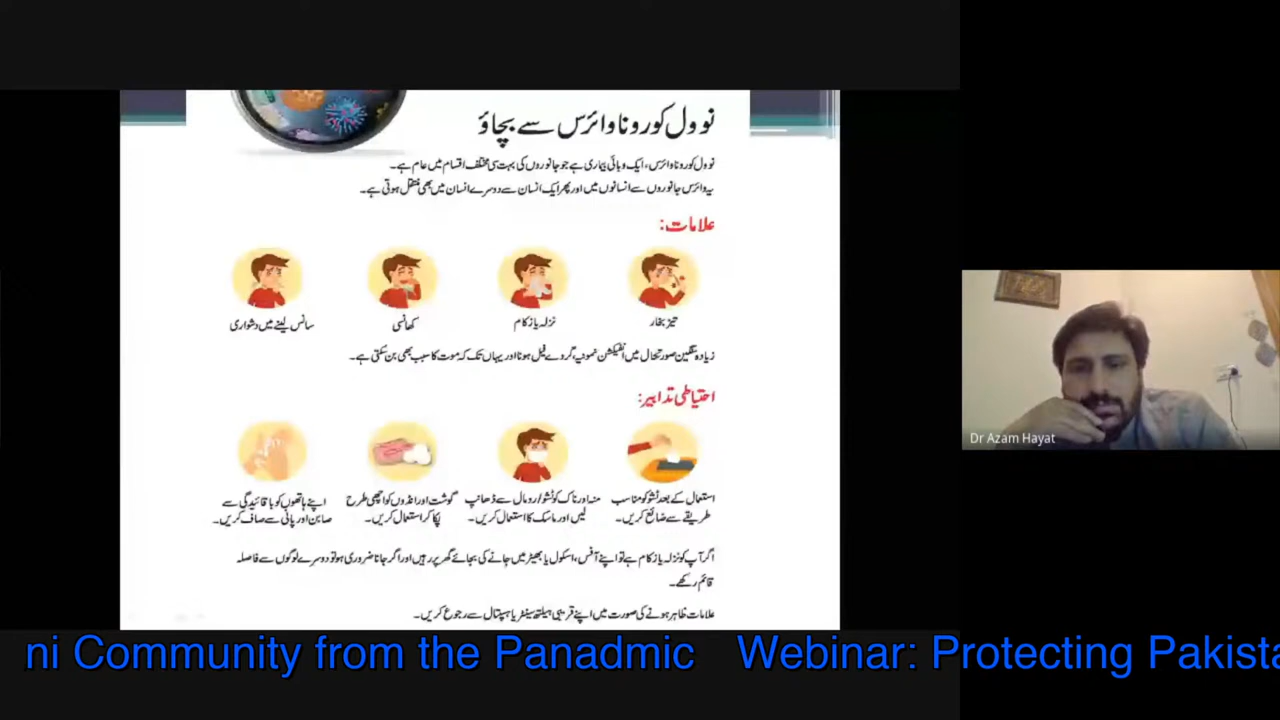 نوول کورونا وائرس سے بچاؤ
نوول کورونا وائرس، ایک وبائی بیماری ہے جو جانوروں کی بہت سی مختلف اقسام میں عام ہے۔
یہ وائرس جانوروں سے انسانوں میں اور پھر ایک انسان سے دوسرے انسان میں بھی منتقل ہوتی ہے۔
علامات:
تیز بخار
نزلہ یا زکام
کھانسی
سانس لینے میں دشواری
زیادہ سنگین صورتحال میں انفیکشن نمونیہ، گردے فیل ہونا اور یہاں تک کہ موت کا سبب بھی بن سکتی ہے۔
احتیاطی تدابیر:
استعمال کے بعد ٹشو کو مناسب
طریقے سے ضائع کریں۔
منہ اور ناک کو ٹشو/رومال سے ڈھانپ
لیں اور ماسک کا استعمال کریں۔
گوشت اور انڈوں کو اچھی طرح
پکا کر استعمال کریں۔
اپنے ہاتھوں کو باقائیدگی سے
صابن اور پانی سے صاف کریں۔
اگر آپ کو نزلہ یا زکام ہے تو اپنے آفس، اسکول یا بھیڑ میں جانے کی بجائے گھر پر رہیں اور اگر جانا ضروری ہو تو دوسرے لوگوں سے فاصلہ
قائم رکھے۔
علامات ظاہر ہونے کی صورت میں اپنے قریبی ہیلتھ سینٹر یا ہسپتال سے رجوع کریں۔
Dr Azam Hayat
ni Community from the Panadmic Webinar: Protecting Pakista